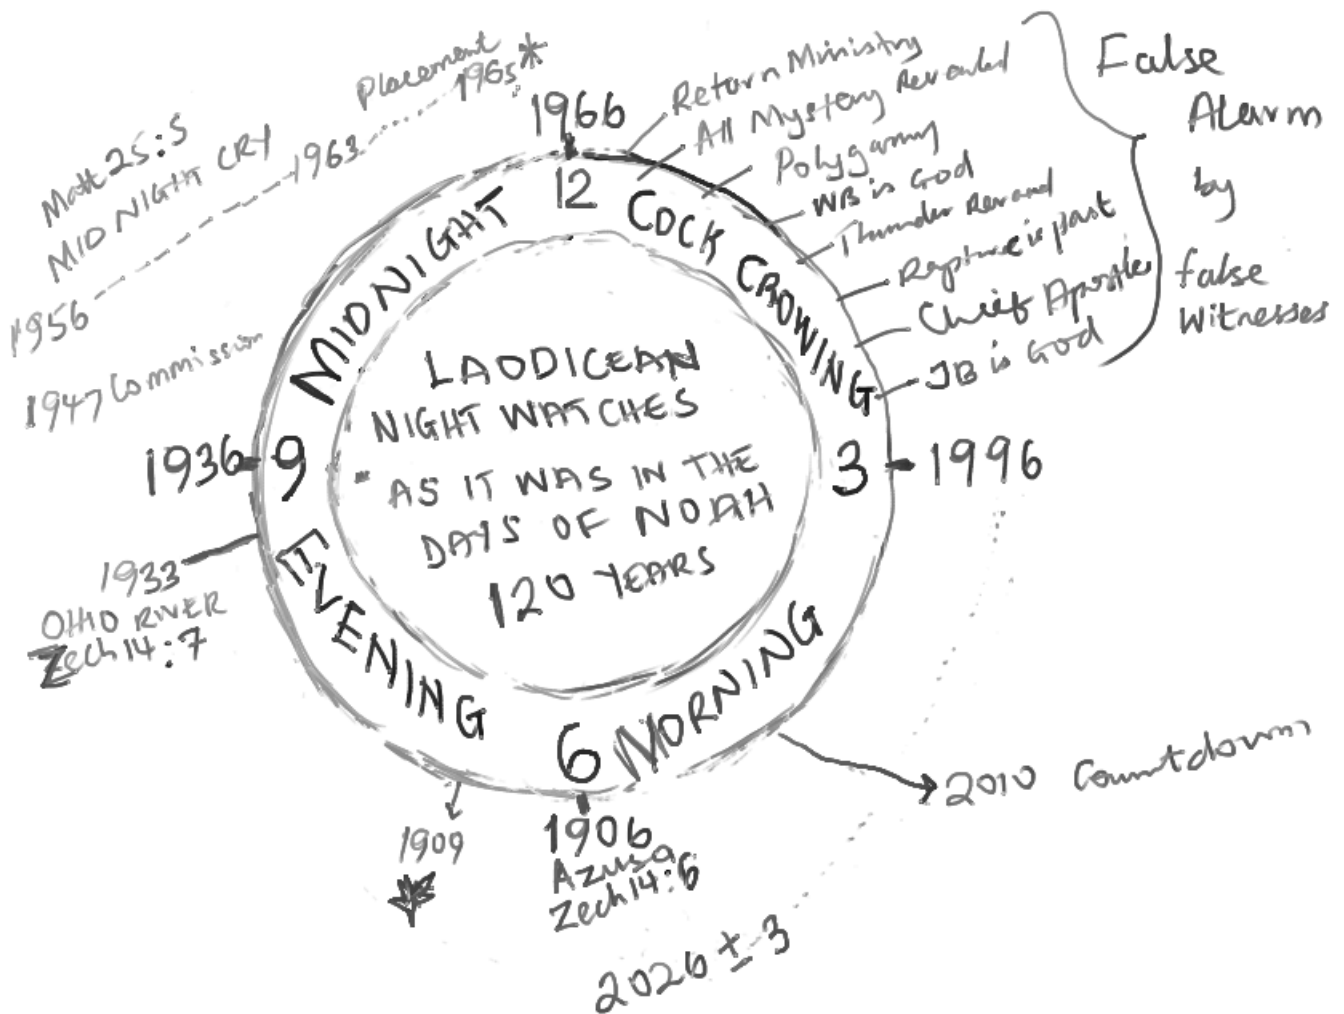 Placement
1965*
1963
Matt 25:5
MIDNIGHT CRY
1956
1947 Commission
1966
Return Ministry
All Mystery Revealed
Polygammy
WB is God
Thunder Rev and
Rapture is past
Chief Apostle
JB is God
False
Alarm
by
false
Witnesses
12
MIDNIGHT
COCK CROWING
LAODICEAN
NIGHT WATCHES
AS IT WAS IN THE
DAYS OF NOAH
120 YEARS
1936
9
3
1996
1933
OHIO RIVER
Zech 14:7
EVENING
6
MORNING
1909
1906
Azusa
Zech 14:6
2010 Countdown
2026 ± 3